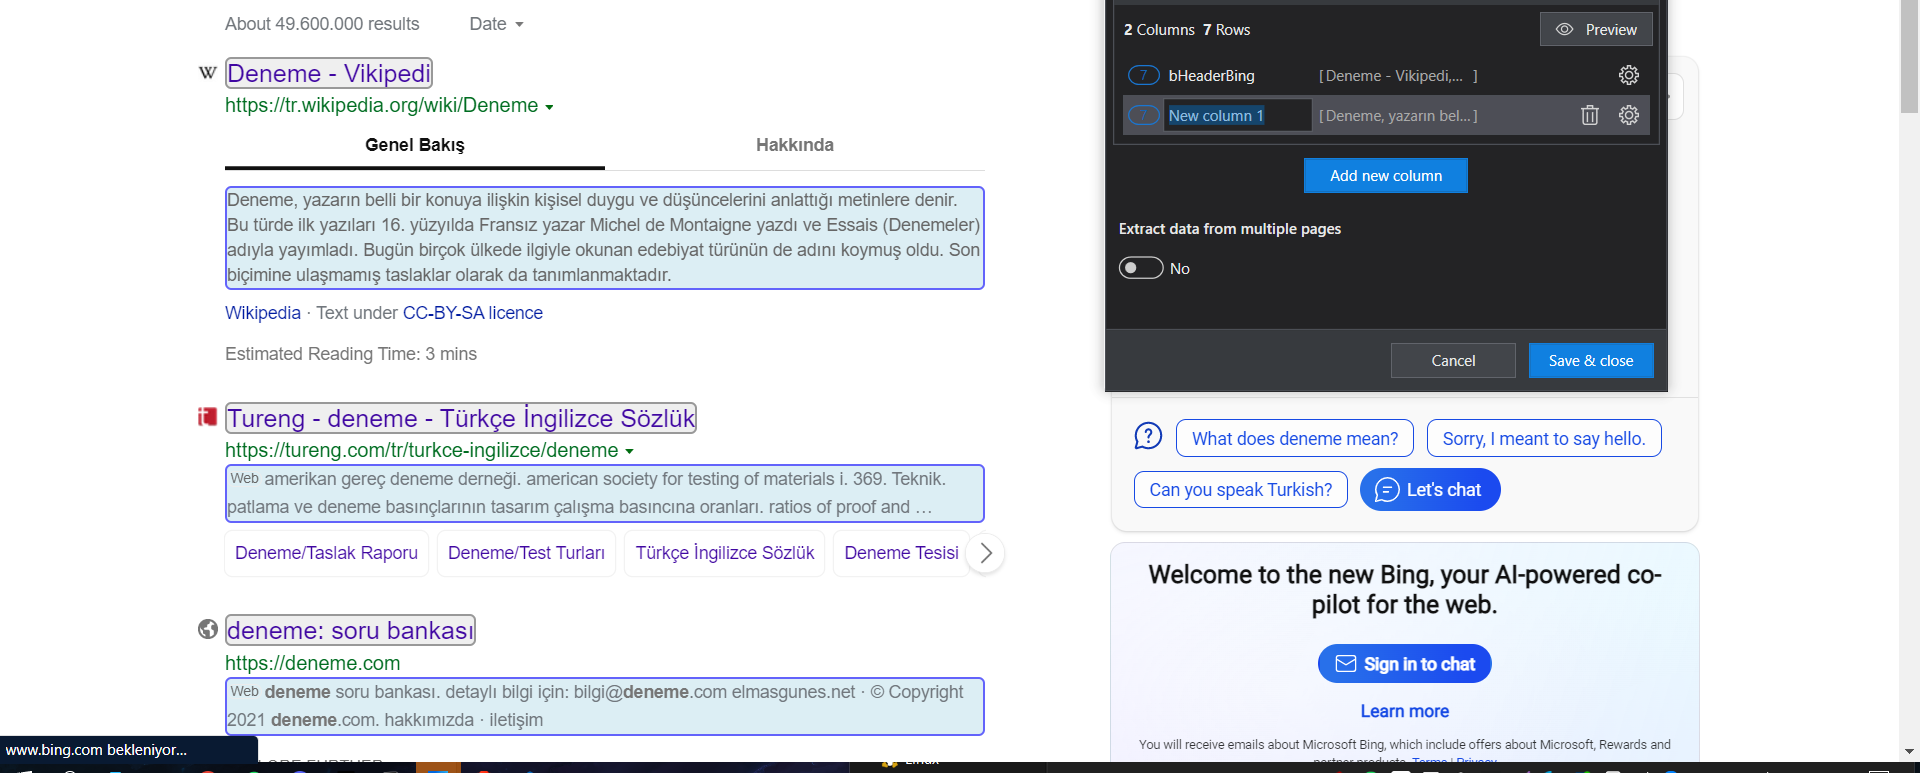 About 49.600.000 results Date
W Deneme - Vikipedi
https://tr.wikipedia.org/wiki/Deneme
Genel Bakış Hakkında
Deneme, yazarın belli bir konuya ilişkin kişisel duygu ve düşüncelerini anlattığı metinlere denir.
Bu türde ilk yazıları 16. yüzyılda Fransız yazar Michel de Montaigne yazdı ve Essais (Denemeler)
adıyla yayımladı. Bugün birçok ülkede ilgiyle okunan edebiyat türünün de adını koymuş oldu. Son
biçimine ulaşmamış taslaklar olarak da tanımlanmaktadır.
Wikipedia · Text under CC-BY-SA licence
Estimated Reading Time: 3 mins
Tureng - deneme - Türkçe İngilizce Sözlük
https://tureng.com/tr/turkce-ingilizce/deneme
Web amerikan gereç deneme derneği. american society for testing of materials i. 369. Teknik.
patlama ve deneme basınçlarının tasarım çalışma basıncına oranları. ratios of proof and …
Deneme/Taslak Raporu Deneme/Test Turları Türkçe İngilizce Sözlük Deneme Tesisi
deneme: soru bankası
https://deneme.com
Web deneme soru bankası. detaylı bilgi için: bilgi@deneme.com elmasgunes.net · © Copyright
2021 deneme.com. hakkımızda · iletişim
www.bing.com bekleniyor...
2 Columns 7 Rows Preview
7 bHeaderBing [ Deneme - Vikipedi,... ]
7 New column 1 [ Deneme, yazarın bel... ]
Add new column
Extract data from multiple pages
No
Cancel Save & close
What does deneme mean? Sorry, I meant to say hello.
Can you speak Turkish? Let's chat
Welcome to the new Bing, your AI-powered co-
pilot for the web.
Sign in to chat
Learn more
You will receive emails about Microsoft Bing, which include offers about Microsoft, Rewards and
partner products. Terms | Privacy